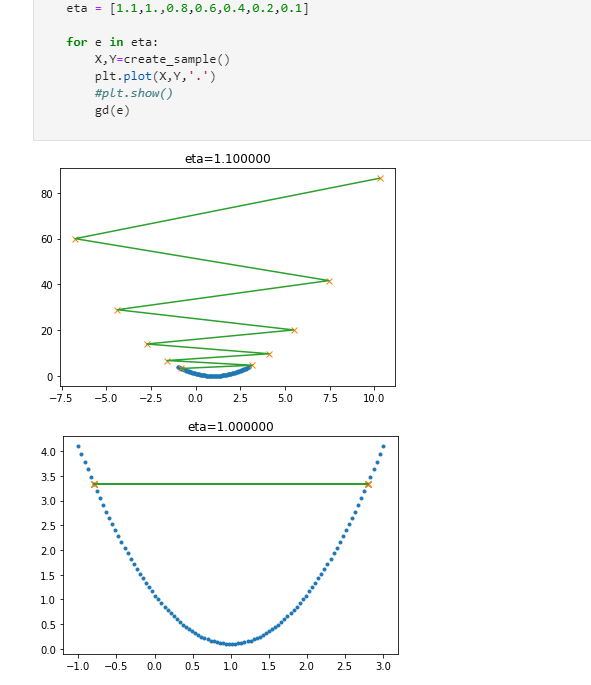 eta = [1.1,1.,0.8,0.6,0.4,0.2,0.1]
for e in eta:
X,Y=create_sample()
plt.plot(X,Y,'.')
#plt.show()
gd(e)
eta=1.100000
80
60
40
20
0
−7.5 −5.0 −2.5 0.0 2.5 5.0 7.5 10.0
eta=1.000000
4.0
3.5
3.0
2.5
2.0
1.5
1.0
0.5
0.0
−1.0 −0.5 0.0 0.5 1.0 1.5 2.0 2.5 3.0